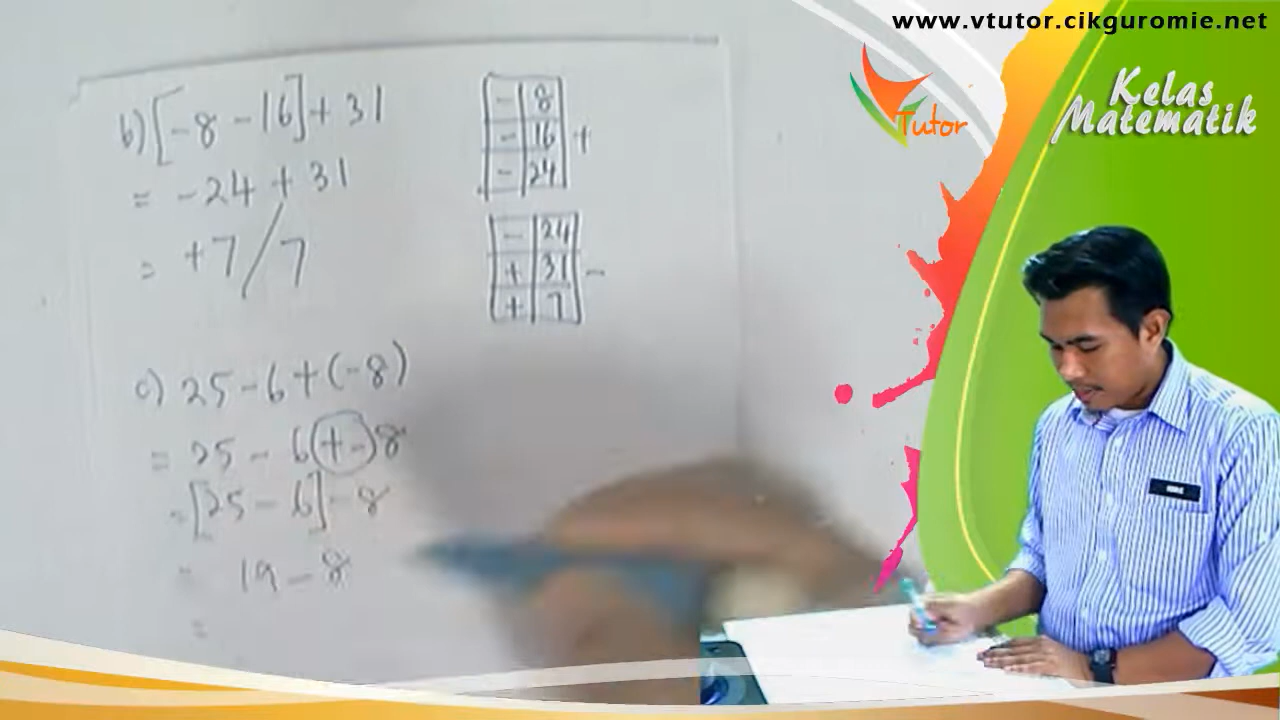 www.vtutor.cikguromie.net
Tutor
Kelas
Matematik
b) [-8 - 16] + 31
= -24 + 31
= +7 / 7
- 8
- 16 +
- 24
- 24
+ 31 -
+ 7
c) 25 - 6 + (-8)
= 25 - 6 + - 8
= [25 - 6] - 8
= 19 - 8
=